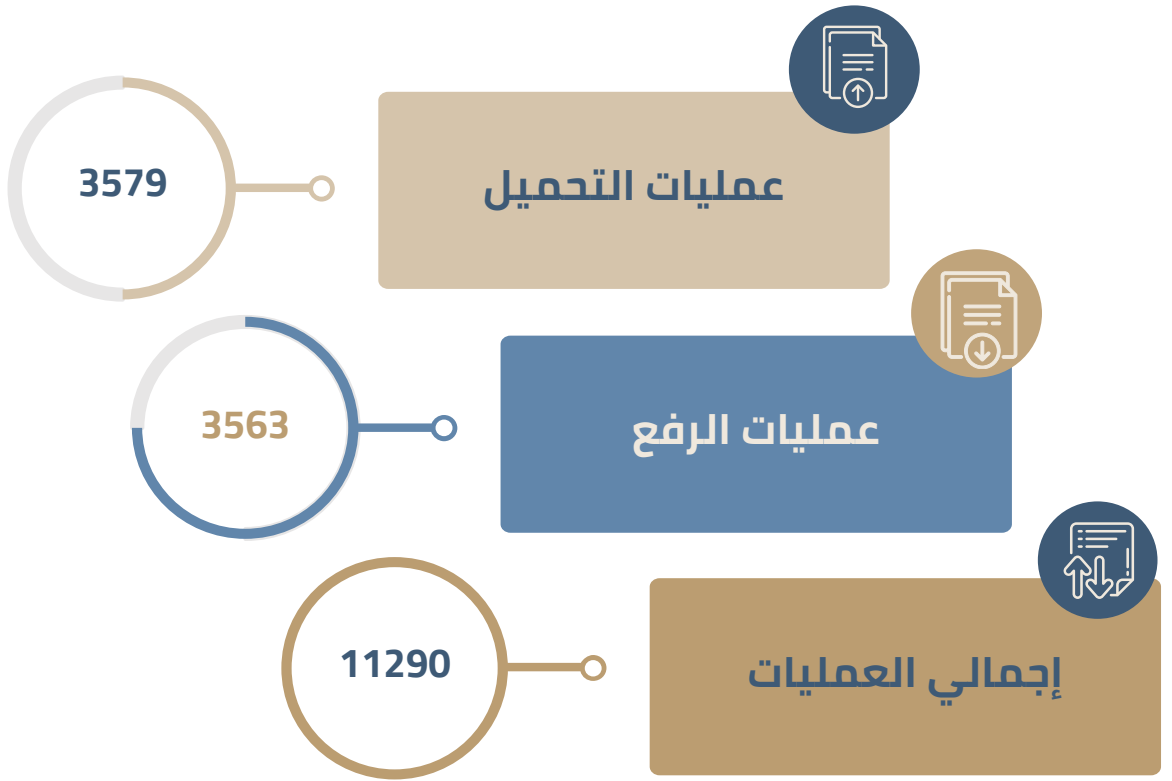 عمليات التحميل
3579
عمليات الرفع
3563
إجمالي العمليات
11290